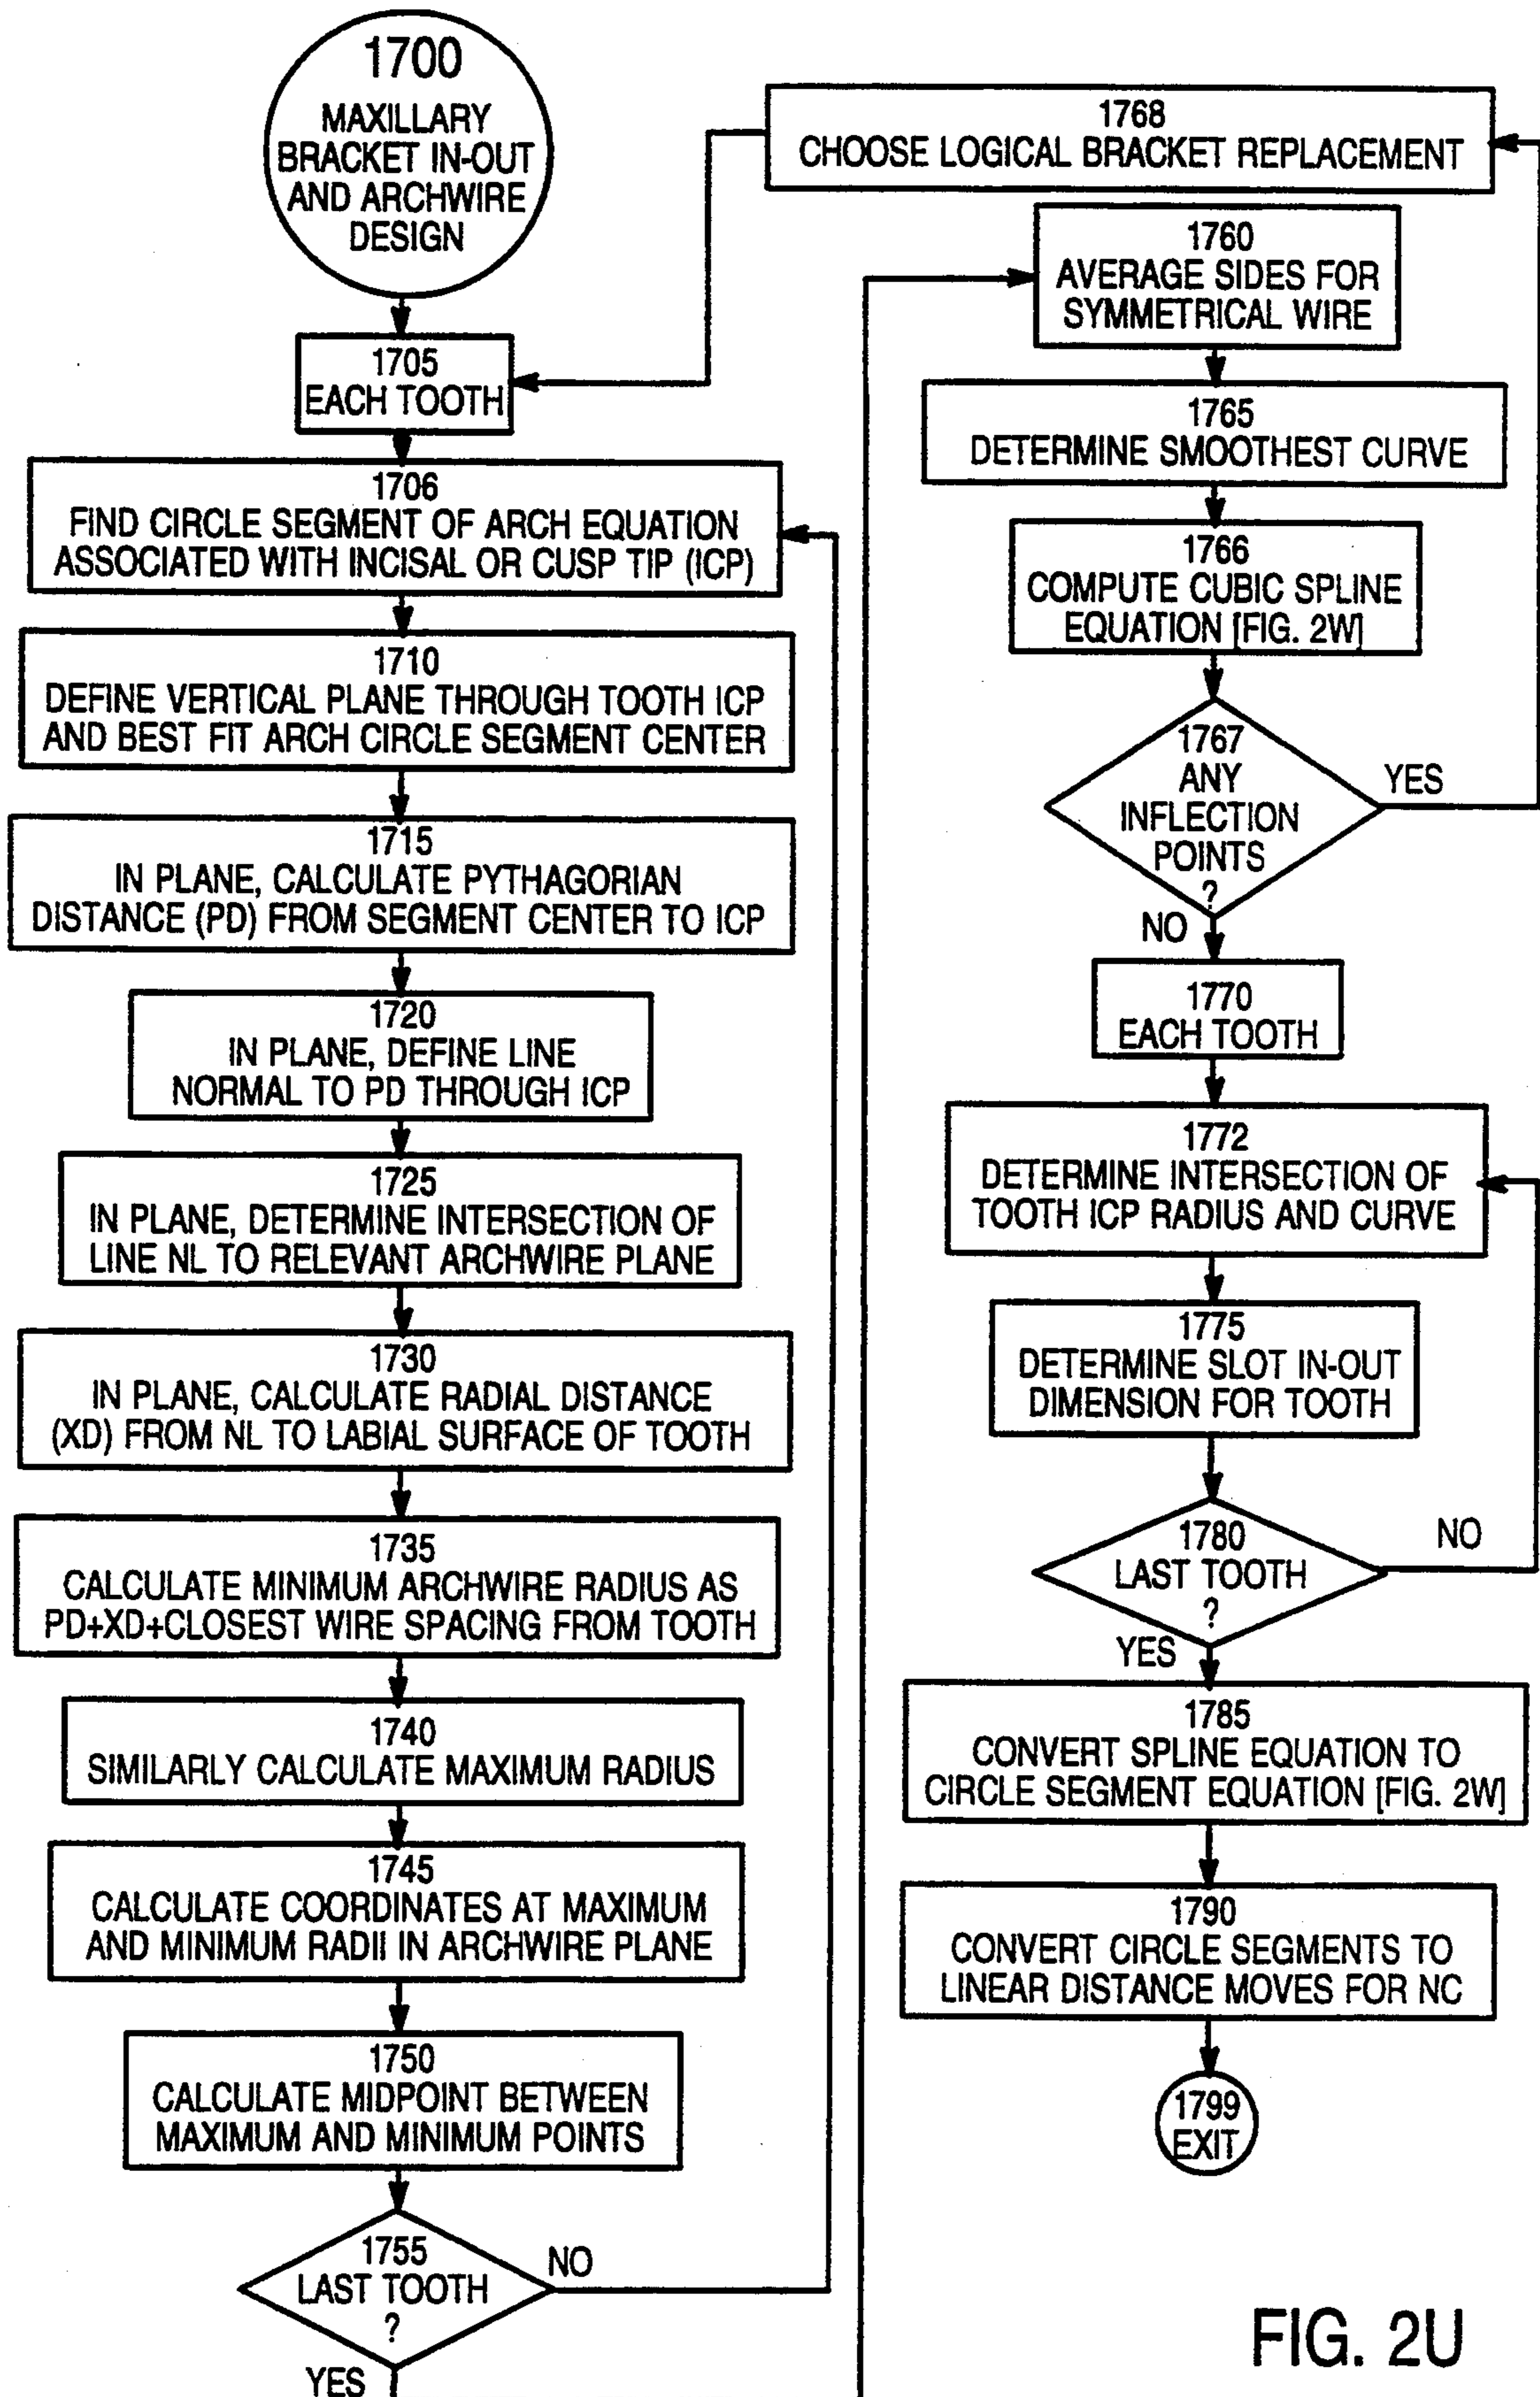 1700
MAXILLARY
BRACKET IN-OUT
AND ARCHWIRE
DESIGN
1705
EACH TOOTH
1706
FIND CIRCLE SEGMENT OF ARCH EQUATION
ASSOCIATED WITH INCISAL OR CUSP TIP (ICP)
1710
DEFINE VERTICAL PLANE THROUGH TOOTH ICP
AND BEST FIT ARCH CIRCLE SEGMENT CENTER
1715
IN PLANE, CALCULATE PYTHAGORIAN
DISTANCE (PD) FROM SEGMENT CENTER TO ICP
1720
IN PLANE, DEFINE LINE
NORMAL TO PD THROUGH ICP
1725
IN PLANE, DETERMINE INTERSECTION OF
LINE NL TO RELEVANT ARCHWIRE PLANE
1730
IN PLANE, CALCULATE RADIAL DISTANCE
(XD) FROM NL TO LABIAL SURFACE OF TOOTH
1735
CALCULATE MINIMUM ARCHWIRE RADIUS AS
PD+XD+CLOSEST WIRE SPACING FROM TOOTH
1740
SIMILARLY CALCULATE MAXIMUM RADIUS
1745
CALCULATE COORDINATES AT MAXIMUM
AND MINIMUM RADII IN ARCHWIRE PLANE
1750
CALCULATE MIDPOINT BETWEEN
MAXIMUM AND MINIMUM POINTS
1755
LAST TOOTH
?
NO
YES
1768
CHOOSE LOGICAL BRACKET REPLACEMENT
1760
AVERAGE SIDES FOR
SYMMETRICAL WIRE
1765
DETERMINE SMOOTHEST CURVE
1766
COMPUTE CUBIC SPLINE
EQUATION [FIG. 2W]
1767
ANY
INFLECTION
POINTS
?
YES
NO
1770
EACH TOOTH
1772
DETERMINE INTERSECTION OF
TOOTH ICP RADIUS AND CURVE
1775
DETERMINE SLOT IN-OUT
DIMENSION FOR TOOTH
1780
LAST TOOTH
?
NO
YES
1785
CONVERT SPLINE EQUATION TO
CIRCLE SEGMENT EQUATION [FIG. 2W]
1790
CONVERT CIRCLE SEGMENTS TO
LINEAR DISTANCE MOVES FOR NC
1799
EXIT
FIG. 2U